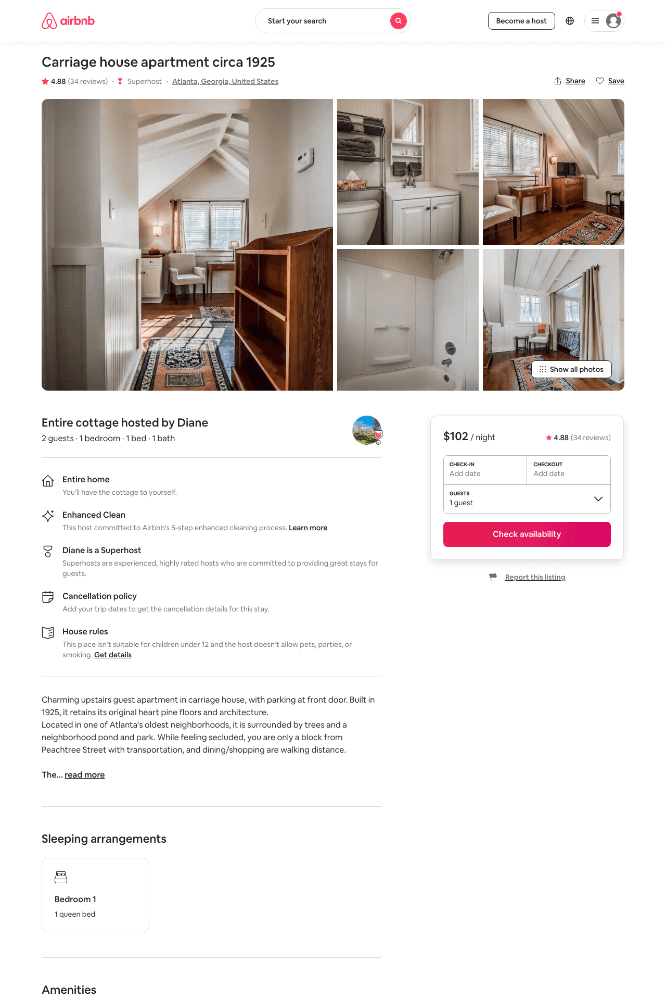 airbnb
Start your search
Become a host
Carriage house apartment circa 1925
4.88 (34 reviews) · Superhost · Atlanta, Georgia, United States
Share
Save
Show all photos
Entire cottage hosted by Diane
2 guests · 1 bedroom · 1 bed · 1 bath
$102 / night
4.88 (34 reviews)
CHECK-IN
Add date
CHECKOUT
Add date
GUESTS
1 guest
Check availability
Report this listing
Entire home
You’ll have the cottage to yourself.
Enhanced Clean
This host committed to Airbnb's 5-step enhanced cleaning process. Learn more
Diane is a Superhost
Superhosts are experienced, highly rated hosts who are committed to providing great stays for
guests.
Cancellation policy
Add your trip dates to get the cancellation details for this stay.
House rules
This place isn’t suitable for children under 12 and the host doesn’t allow pets, parties, or
smoking. Get details
Charming upstairs guest apartment in carriage house, with parking at front door. Built in
1925, it retains its original heart pine floors and architecture.
Located in one of Atlanta's oldest neighborhoods, it is surrounded by trees and a
neighborhood pond and park. While feeling secluded, you are only a block from
Peachtree Street with transportation, and dining/shopping are walking distance.
The... read more
Sleeping arrangements
Bedroom 1
1 queen bed
Amenities